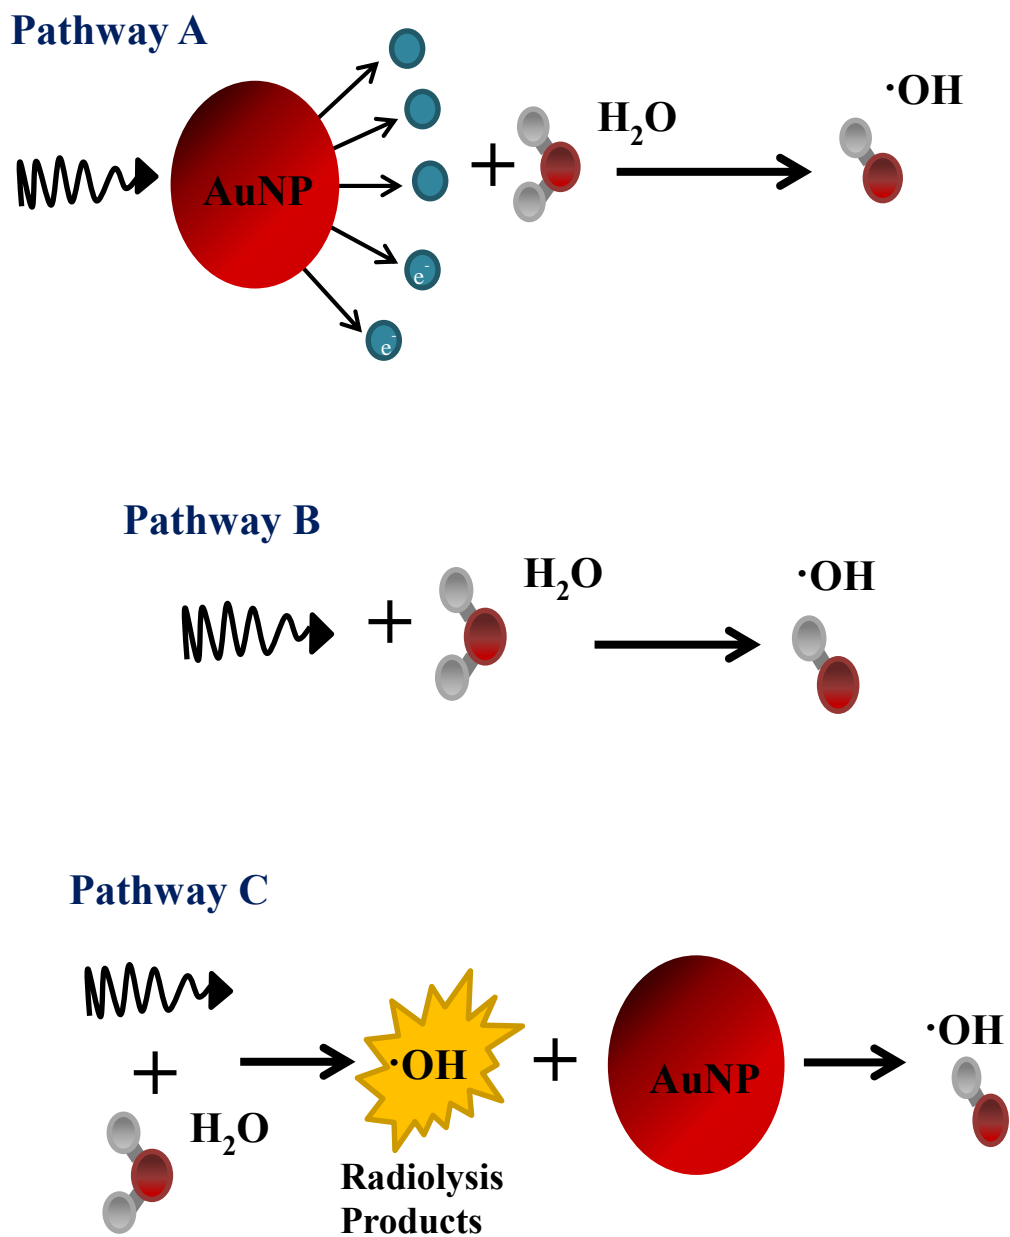 Pathway A
·OH
H₂O
AuNP
e⁻
e⁻
Pathway B
H₂O
·OH
Pathway C
·OH
·OH
AuNP
H₂O
Radiolysis
Products